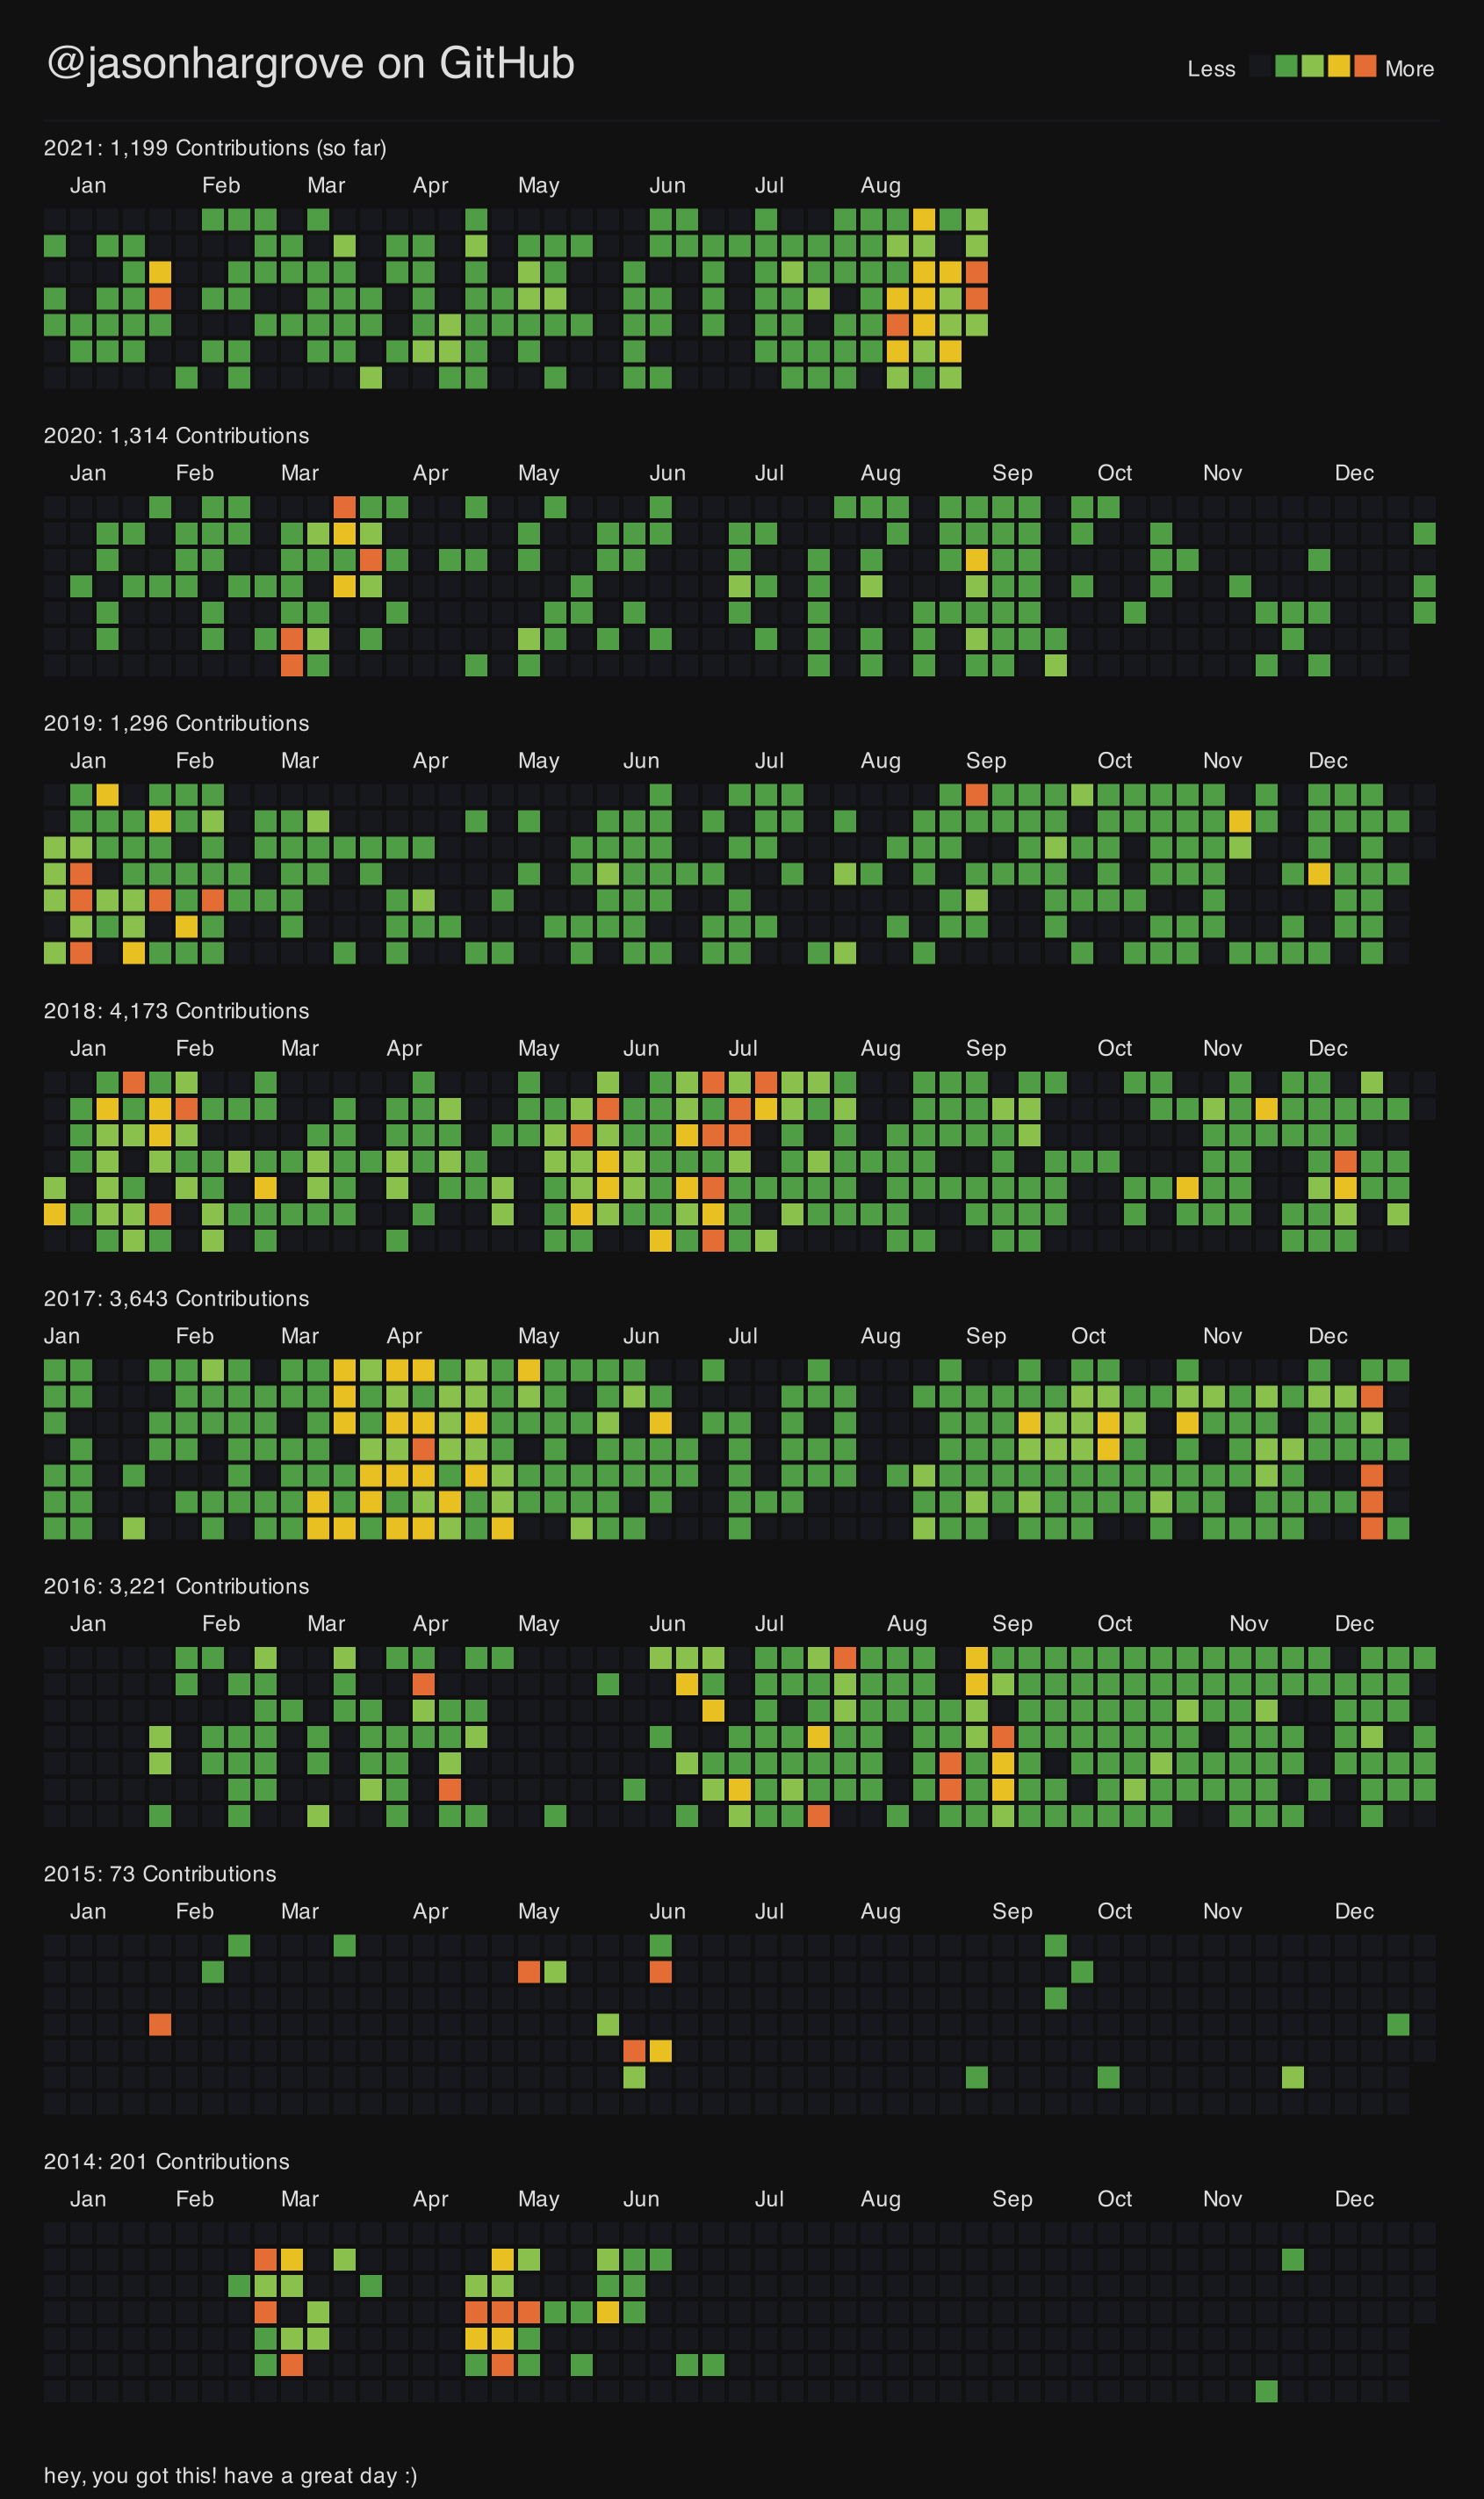 @jasonhargrove on GitHub
Less More
2021: 1,199 Contributions (so far)
Jan Feb Mar Apr May Jun Jul Aug
2020: 1,314 Contributions
Jan Feb Mar Apr May Jun Jul Aug Sep Oct Nov Dec
2019: 1,296 Contributions
Jan Feb Mar Apr May Jun Jul Aug Sep Oct Nov Dec
2018: 4,173 Contributions
Jan Feb Mar Apr May Jun Jul Aug Sep Oct Nov Dec
2017: 3,643 Contributions
Jan Feb Mar Apr May Jun Jul Aug Sep Oct Nov Dec
2016: 3,221 Contributions
Jan Feb Mar Apr May Jun Jul Aug Sep Oct Nov Dec
2015: 73 Contributions
Jan Feb Mar Apr May Jun Jul Aug Sep Oct Nov Dec
2014: 201 Contributions
Jan Feb Mar Apr May Jun Jul Aug Sep Oct Nov Dec
hey, you got this! have a great day :)